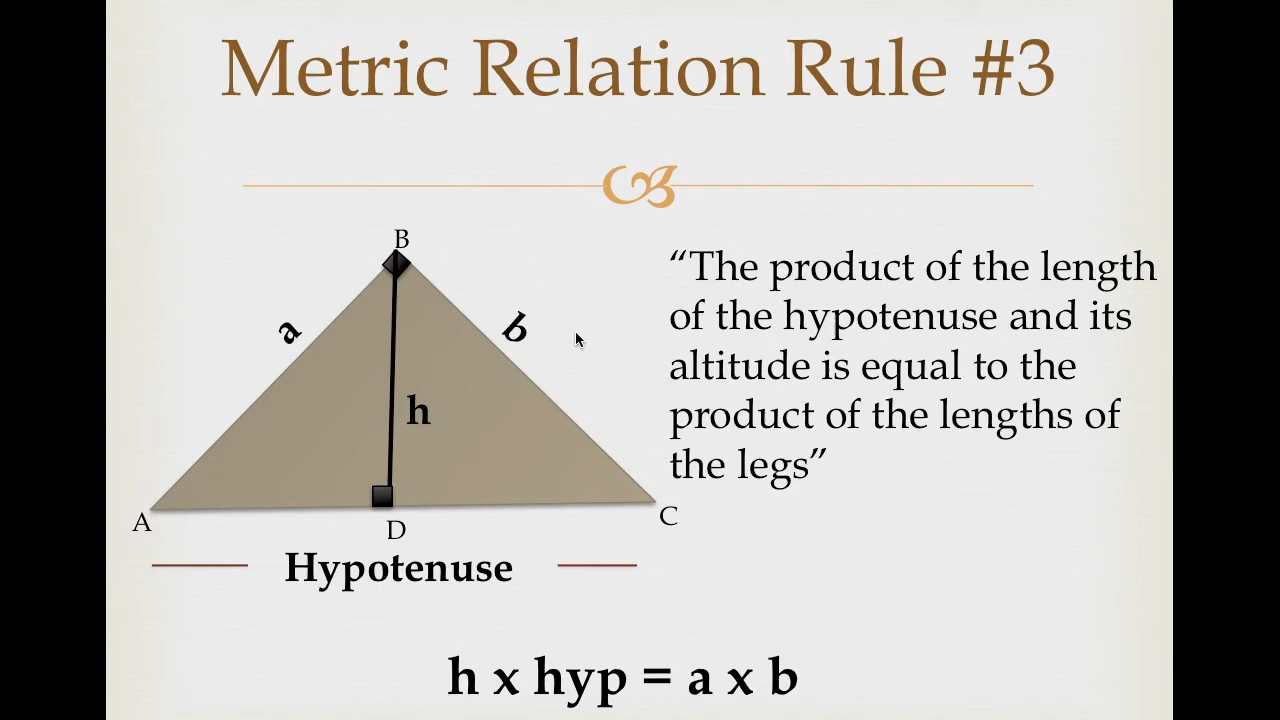 Metric Relation Rule #3
B
a
b
h
A
D
C
Hypotenuse
“The product of the length
of the hypotenuse and its
altitude is equal to the
product of the lengths of
the legs”
h x hyp = a x b